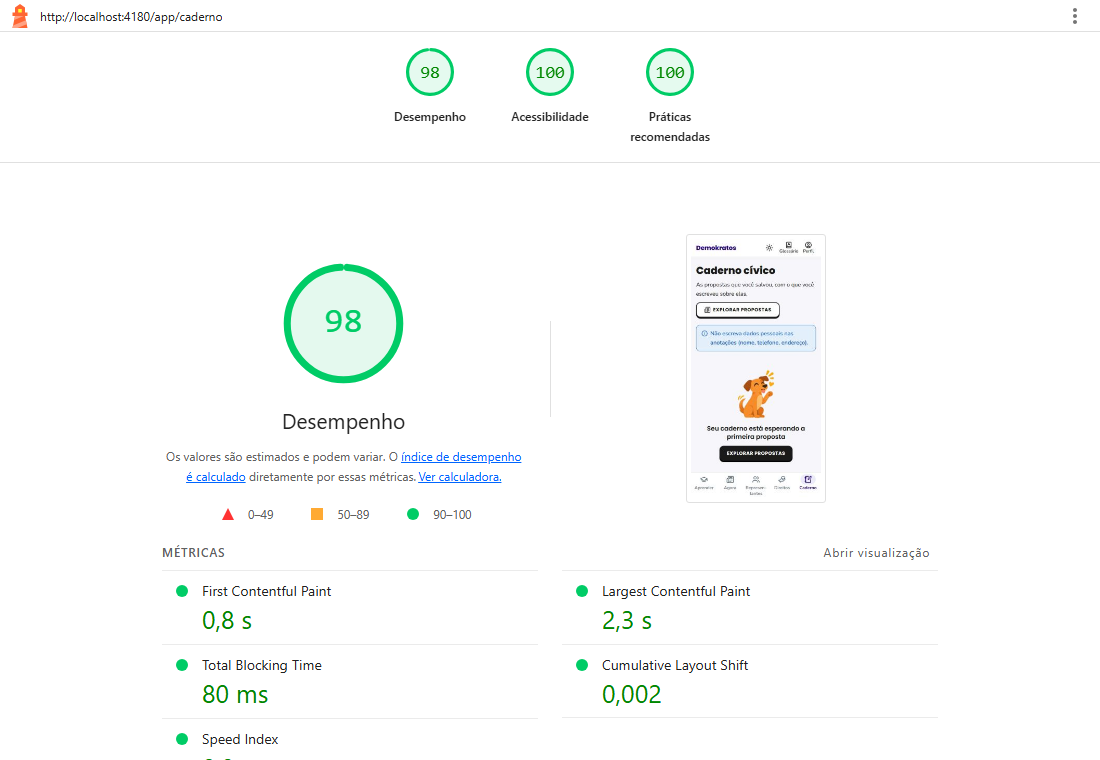 http://localhost:4180/app/caderno
98
100
100
Desempenho
Acessibilidade
Práticas
recomendadas
98
Desempenho
Os valores são estimados e podem variar. O índice de desempenho
é calculado diretamente por essas métricas. Ver calculadora.
0–49
50–89
90–100
Demokratos
Glossário
Perfil
Caderno cívico
As propostas que você salvou, com o que você
escreveu sobre elas.
EXPLORAR PROPOSTAS
Não escreva dados pessoais nas
anotações (nome, telefone, endereço).
Seu caderno está esperando a
primeira proposta
EXPLORAR PROPOSTAS
Aprender
Agora
Represen-
tantes
Direitos
Caderno
MÉTRICAS
Abrir visualização
First Contentful Paint
0,8 s
Largest Contentful Paint
2,3 s
Total Blocking Time
80 ms
Cumulative Layout Shift
0,002
Speed Index